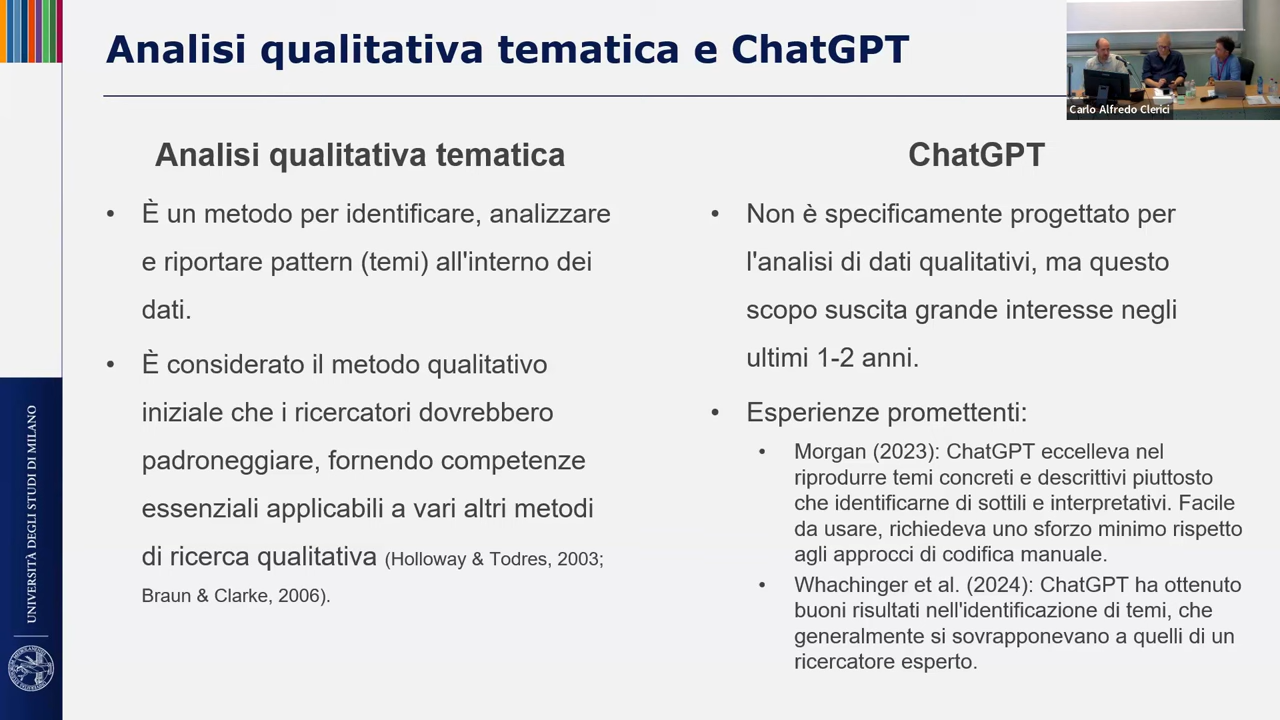 Analisi qualitativa tematica e ChatGPT
Carlo Alfredo Clerici
Analisi qualitativa tematica
• È un metodo per identificare, analizzare
e riportare pattern (temi) all'interno dei
dati.
• È considerato il metodo qualitativo
iniziale che i ricercatori dovrebbero
padroneggiare, fornendo competenze
essenziali applicabili a vari altri metodi
di ricerca qualitativa (Holloway & Todres, 2003;
Braun & Clarke, 2006).
ChatGPT
• Non è specificamente progettato per
l'analisi di dati qualitativi, ma questo
scopo suscita grande interesse negli
ultimi 1-2 anni.
• Esperienze promettenti:
• Morgan (2023): ChatGPT eccelleva nel
riprodurre temi concreti e descrittivi piuttosto
che identificarne di sottili e interpretativi. Facile
da usare, richiedeva uno sforzo minimo rispetto
agli approcci di codifica manuale.
• Whachinger et al. (2024): ChatGPT ha ottenuto
buoni risultati nell'identificazione di temi, che
generalmente si sovrapponevano a quelli di un
ricercatore esperto.
UNIVERSITÀ DEGLI STUDI DI MILANO